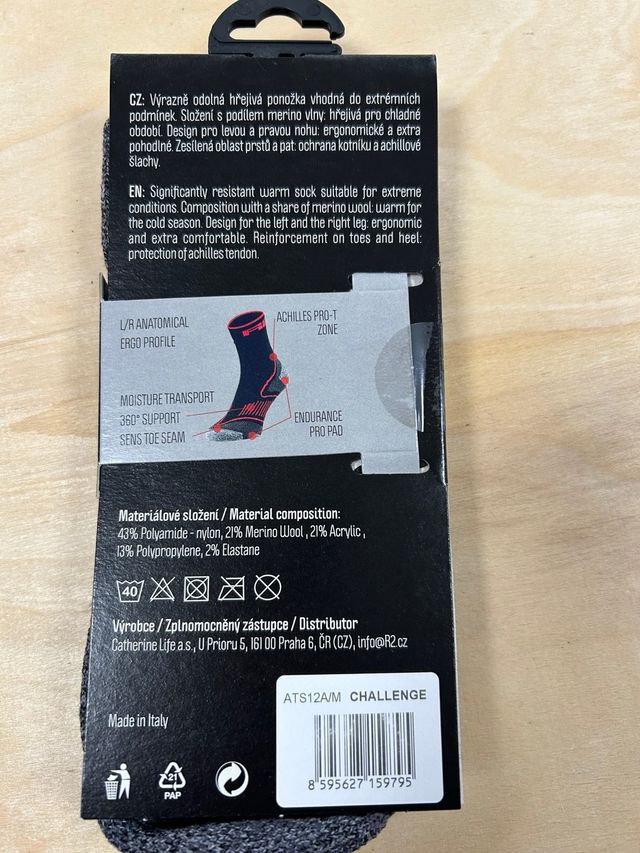 CZ: Výrazně odolná hřejivá ponožka vhodná do extrémních
podmínek. Složení s podílem merino vlny: hřejivá pro chladné
období. Design pro levou a pravou nohu: ergonomické a extra
pohodlné. Zesílená oblast prstů a pat: ochrana kotníku a achillové
šlachy.
EN: Significantly resistant warm sock suitable for extreme
conditions. Composition with a share of merino wool: warm for
the cold season. Design for the left and the right leg: ergonomic
and extra comfortable. Reinforcement on toes and heel:
protection of achilles tendon.
L/R ANATOMICAL
ERGO PROFILE
ACHILLES PRO-T
ZONE
MOISTURE TRANSPORT
360° SUPPORT
SENS TOE SEAM
ENDURANCE
PRO PAD
Materiálové složení / Material composition:
43% Polyamide - nylon, 21% Merino Wool , 21% Acrylic ,
13% Polypropylene, 2% Elastane
40
Výrobce / Zplnomocněný zástupce / Distributor
Catherine Life a.s., U Prioru 5, 161 00 Praha 6, ČR (CZ), info@R2.cz
Made in Italy
ATS12A/M CHALLENGE
8 595627 159795
21
PAP